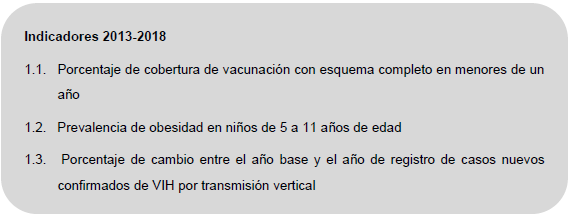 Indicadores 2013-2018
1.1. Porcentaje de cobertura de vacunación con esquema completo en menores de un
año
1.2. Prevalencia de obesidad en niños de 5 a 11 años de edad
1.3. Porcentaje de cambio entre el año base y el año de registro de casos nuevos
confirmados de VIH por transmisión vertical